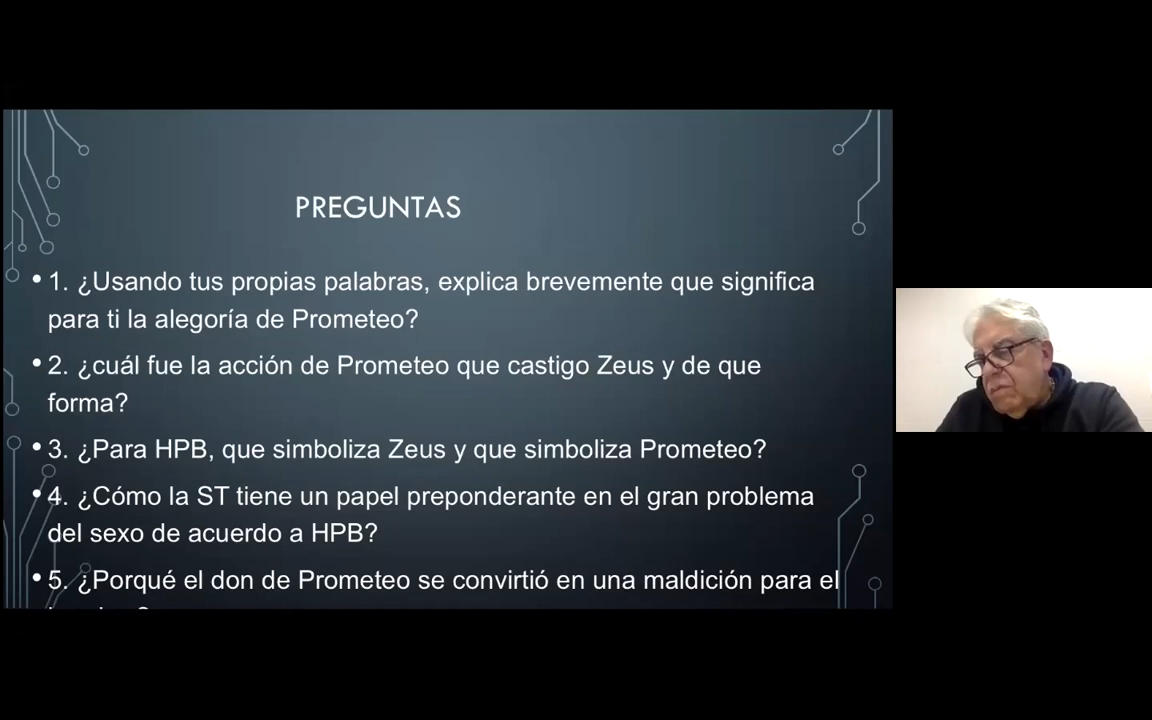 PREGUNTAS
• 1. ¿Usando tus propias palabras, explica brevemente que significa
para ti la alegoría de Prometeo?
• 2. ¿cuál fue la acción de Prometeo que castigo Zeus y de que
forma?
• 3. ¿Para HPB, que simboliza Zeus y que simboliza Prometeo?
• 4. ¿Cómo la ST tiene un papel preponderante en el gran problema
del sexo de acuerdo a HPB?
• 5. ¿Porqué el don de Prometeo se convirtió en una maldición para el